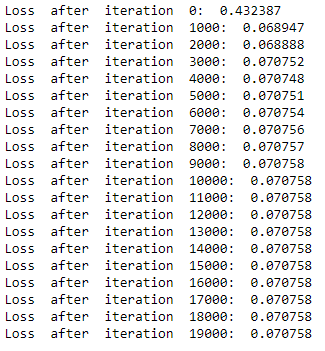 Loss after iteration 0: 0.432387
Loss after iteration 1000: 0.068947
Loss after iteration 2000: 0.068888
Loss after iteration 3000: 0.070752
Loss after iteration 4000: 0.070748
Loss after iteration 5000: 0.070751
Loss after iteration 6000: 0.070754
Loss after iteration 7000: 0.070756
Loss after iteration 8000: 0.070757
Loss after iteration 9000: 0.070758
Loss after iteration 10000: 0.070758
Loss after iteration 11000: 0.070758
Loss after iteration 12000: 0.070758
Loss after iteration 13000: 0.070758
Loss after iteration 14000: 0.070758
Loss after iteration 15000: 0.070758
Loss after iteration 16000: 0.070758
Loss after iteration 17000: 0.070758
Loss after iteration 18000: 0.070758
Loss after iteration 19000: 0.070758